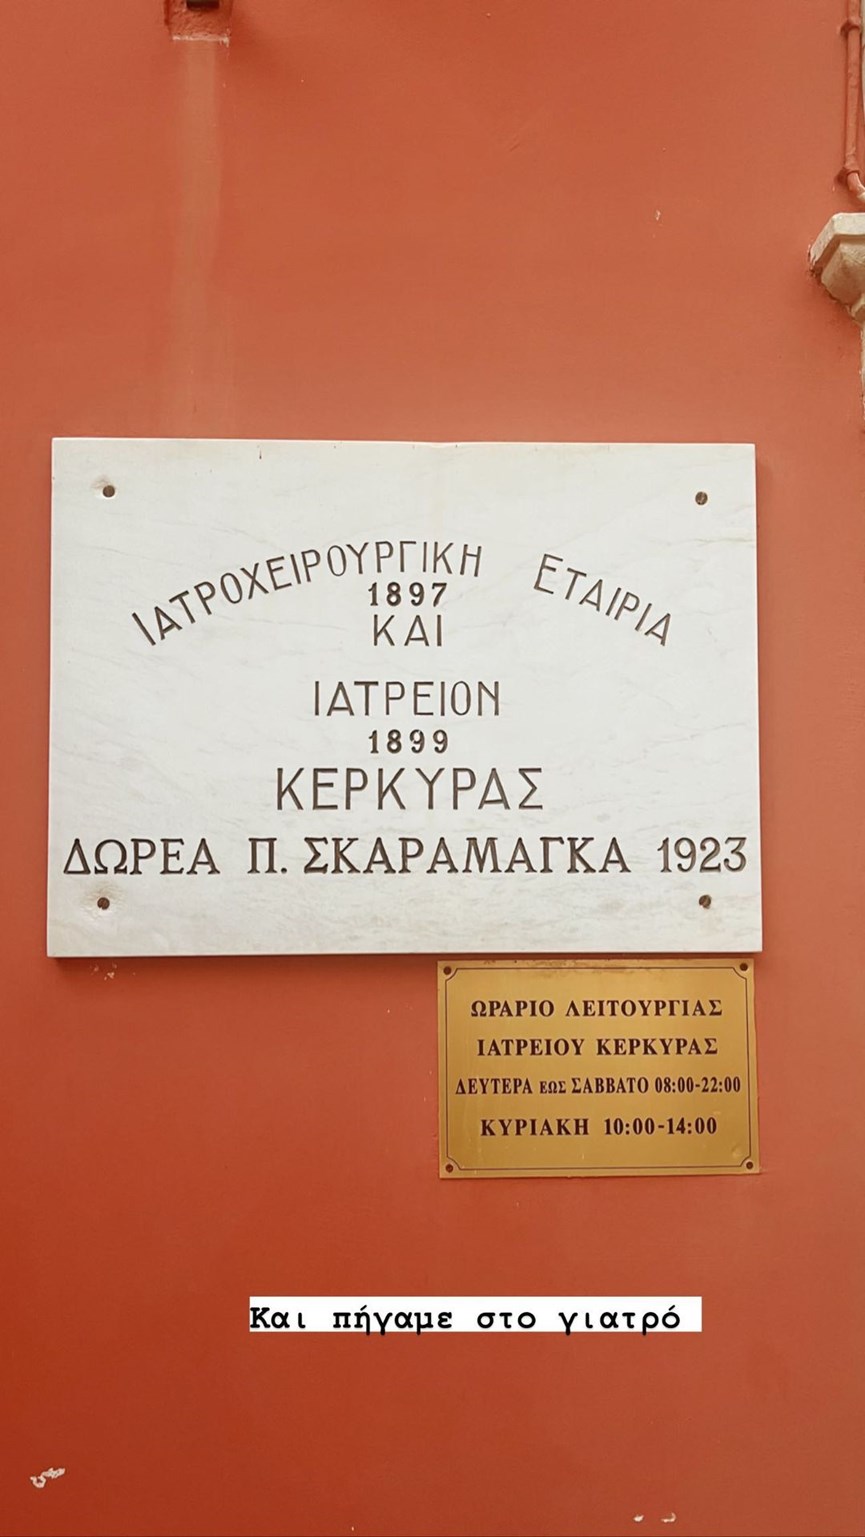 ΙΑΤΡΟΧΕΙΡΟΥΡΓΙΚΗ ΕΤΑΙΡΙΑ
1897
ΚΑΙ
ΙΑΤΡΕΙΟΝ
1899
ΚΕΡΚΥΡΑΣ
ΔΩΡΕΑ Π. ΣΚΑΡΑΜΑΓΚΑ 1923
ΩΡΑΡΙΟ ΛΕΙΤΟΥΡΓΙΑΣ
ΙΑΤΡΕΙΟΥ ΚΕΡΚΥΡΑΣ
ΔΕΥΤΕΡΑ ΕΩΣ ΣΑΒΒΑΤΟ 08:00-22:00
ΚΥΡΙΑΚΗ 10:00-14:00
Και πήγαμε στο γιατρό